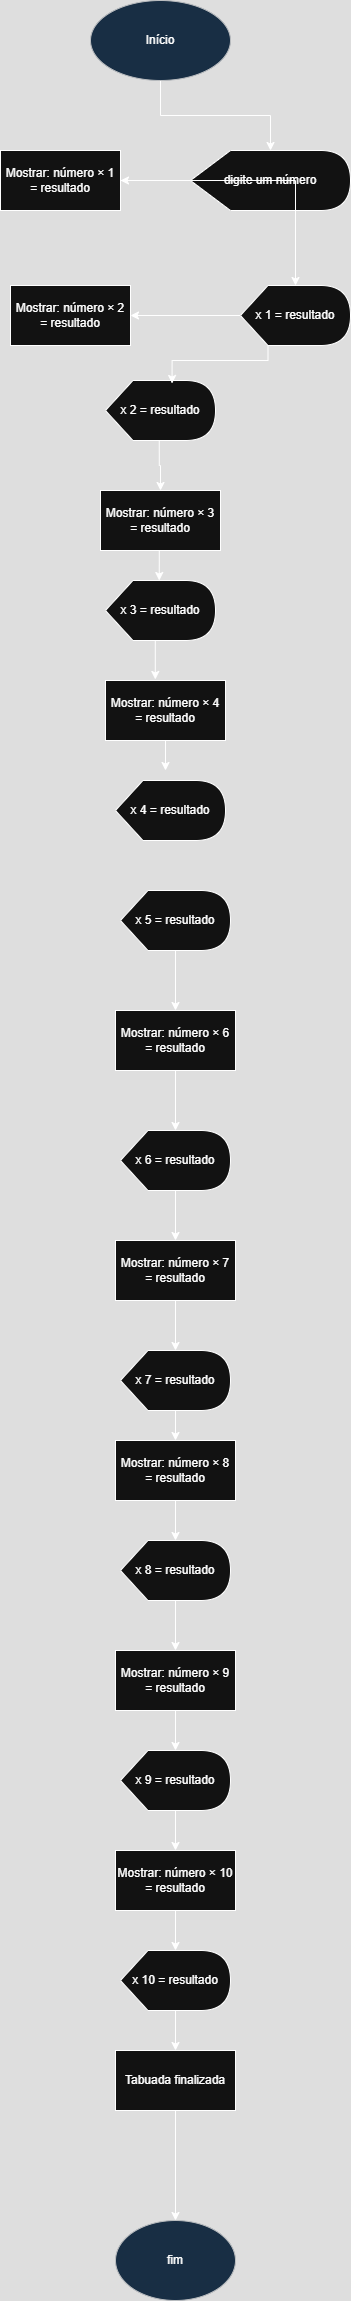 Início
Mostrar: número × 1
= resultado
digite um número
Mostrar: número × 2
= resultado
x 1 = resultado
x 2 = resultado
Mostrar: número × 3
= resultado
x 3 = resultado
Mostrar: número × 4
= resultado
x 4 = resultado
x 5 = resultado
Mostrar: número × 6
= resultado
x 6 = resultado
Mostrar: número × 7
= resultado
x 7 = resultado
Mostrar: número × 8
= resultado
x 8 = resultado
Mostrar: número × 9
= resultado
x 9 = resultado
Mostrar: número × 10
= resultado
x 10 = resultado
Tabuada finalizada
fim